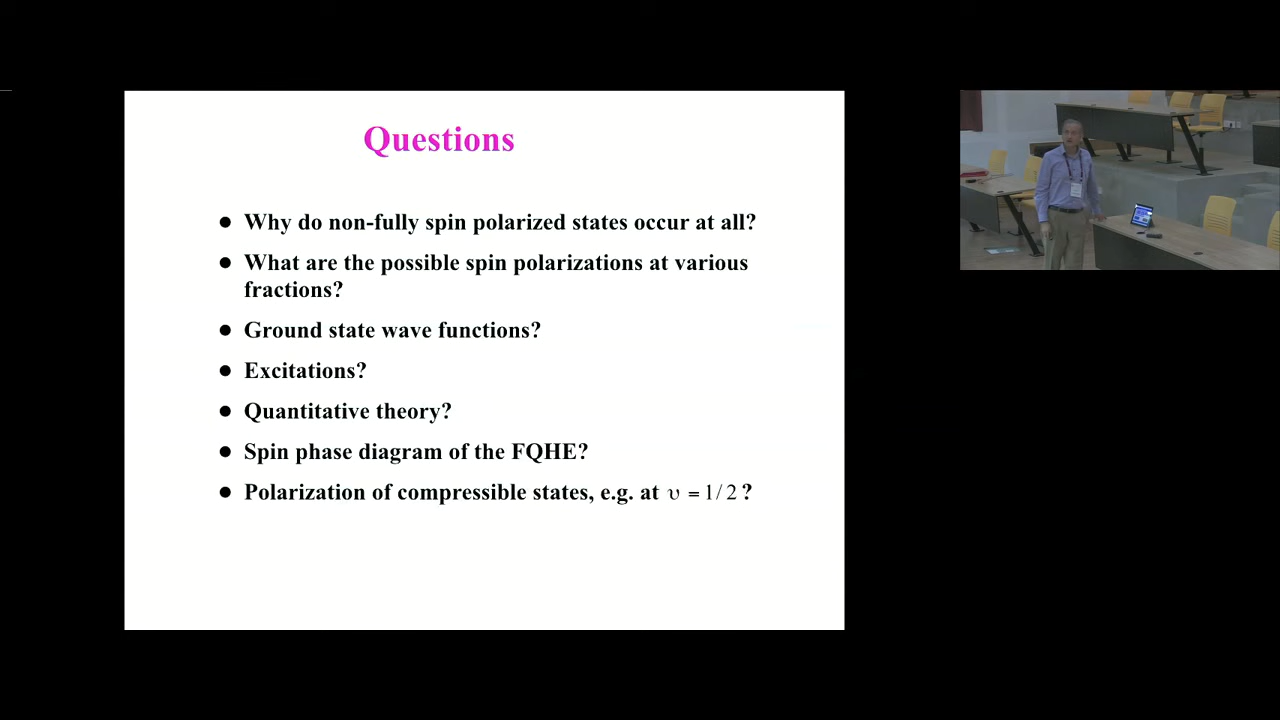 Questions
● Why do non-fully spin polarized states occur at all?
● What are the possible spin polarizations at various
fractions?
● Ground state wave functions?
● Excitations?
● Quantitative theory?
● Spin phase diagram of the FQHE?
● Polarization of compressible states, e.g. at υ = 1/2 ?